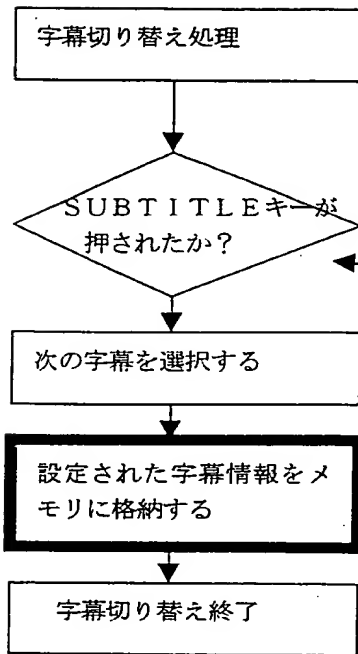 字幕切り替え処理
SUBTITLEキーが
押されたか?
次の字幕を選択する
設定された字幕情報をメ
モリに格納する
字幕切り替え終了